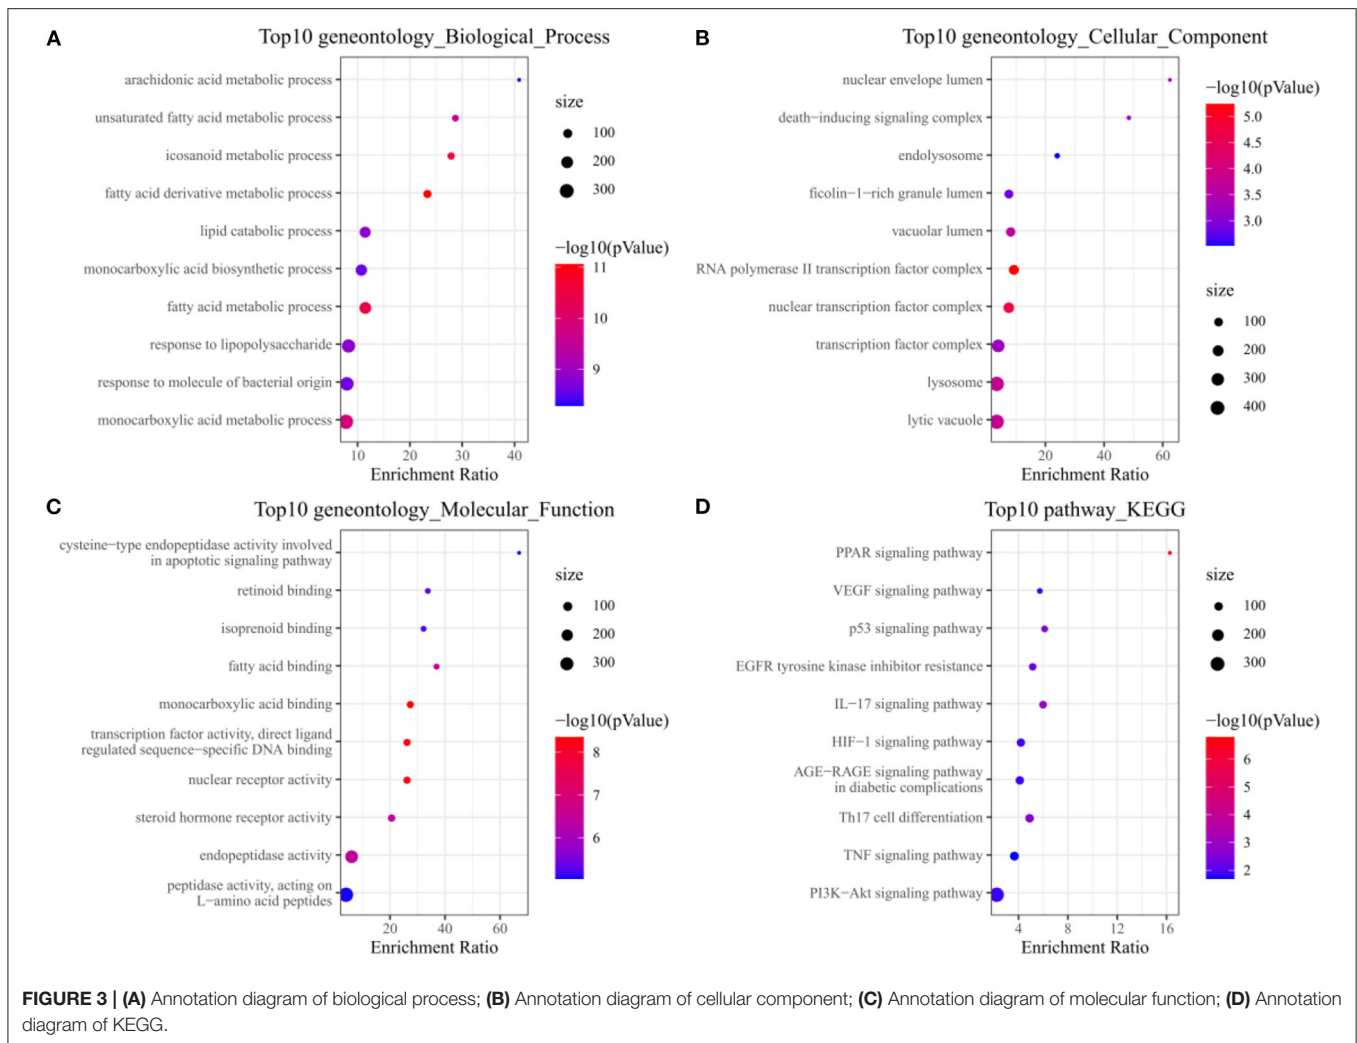 A
Top10 geneontology_Biological_Process
arachidonic acid metabolic process
unsaturated fatty acid metabolic process
icosanoid metabolic process
fatty acid derivative metabolic process
lipid catabolic process
monocarboxylic acid biosynthetic process
fatty acid metabolic process
response to lipopolysaccharide
response to molecule of bacterial origin
monocarboxylic acid metabolic process
10 20 30 40
Enrichment Ratio
size
100
200
300
−log10(pValue)
11
10
9
B
Top10 geneontology_Cellular_Component
nuclear envelope lumen
death−inducing signaling complex
endolysosome
ficolin−1−rich granule lumen
vacuolar lumen
RNA polymerase II transcription factor complex
nuclear transcription factor complex
transcription factor complex
lysosome
lytic vacuole
20 40 60
Enrichment Ratio
−log10(pValue)
5.0
4.5
4.0
3.5
3.0
size
100
200
300
400
C
Top10 geneontology_Molecular_Function
cysteine−type endopeptidase activity involved
in apoptotic signaling pathway
retinoid binding
isoprenoid binding
fatty acid binding
monocarboxylic acid binding
transcription factor activity, direct ligand
regulated sequence−specific DNA binding
nuclear receptor activity
steroid hormone receptor activity
endopeptidase activity
peptidase activity, acting on
L−amino acid peptides
20 40 60
Enrichment Ratio
size
100
200
300
−log10(pValue)
8
7
6
D
Top10 pathway_KEGG
PPAR signaling pathway
VEGF signaling pathway
p53 signaling pathway
EGFR tyrosine kinase inhibitor resistance
IL−17 signaling pathway
HIF−1 signaling pathway
AGE−RAGE signaling pathway
in diabetic complications
Th17 cell differentiation
TNF signaling pathway
PI3K−Akt signaling pathway
4 8 12 16
Enrichment Ratio
size
100
200
300
−log10(pValue)
6
5
4
3
2
FIGURE 3 | (A) Annotation diagram of biological process; (B) Annotation diagram of cellular component; (C) Annotation diagram of molecular function; (D) Annotation
diagram of KEGG.